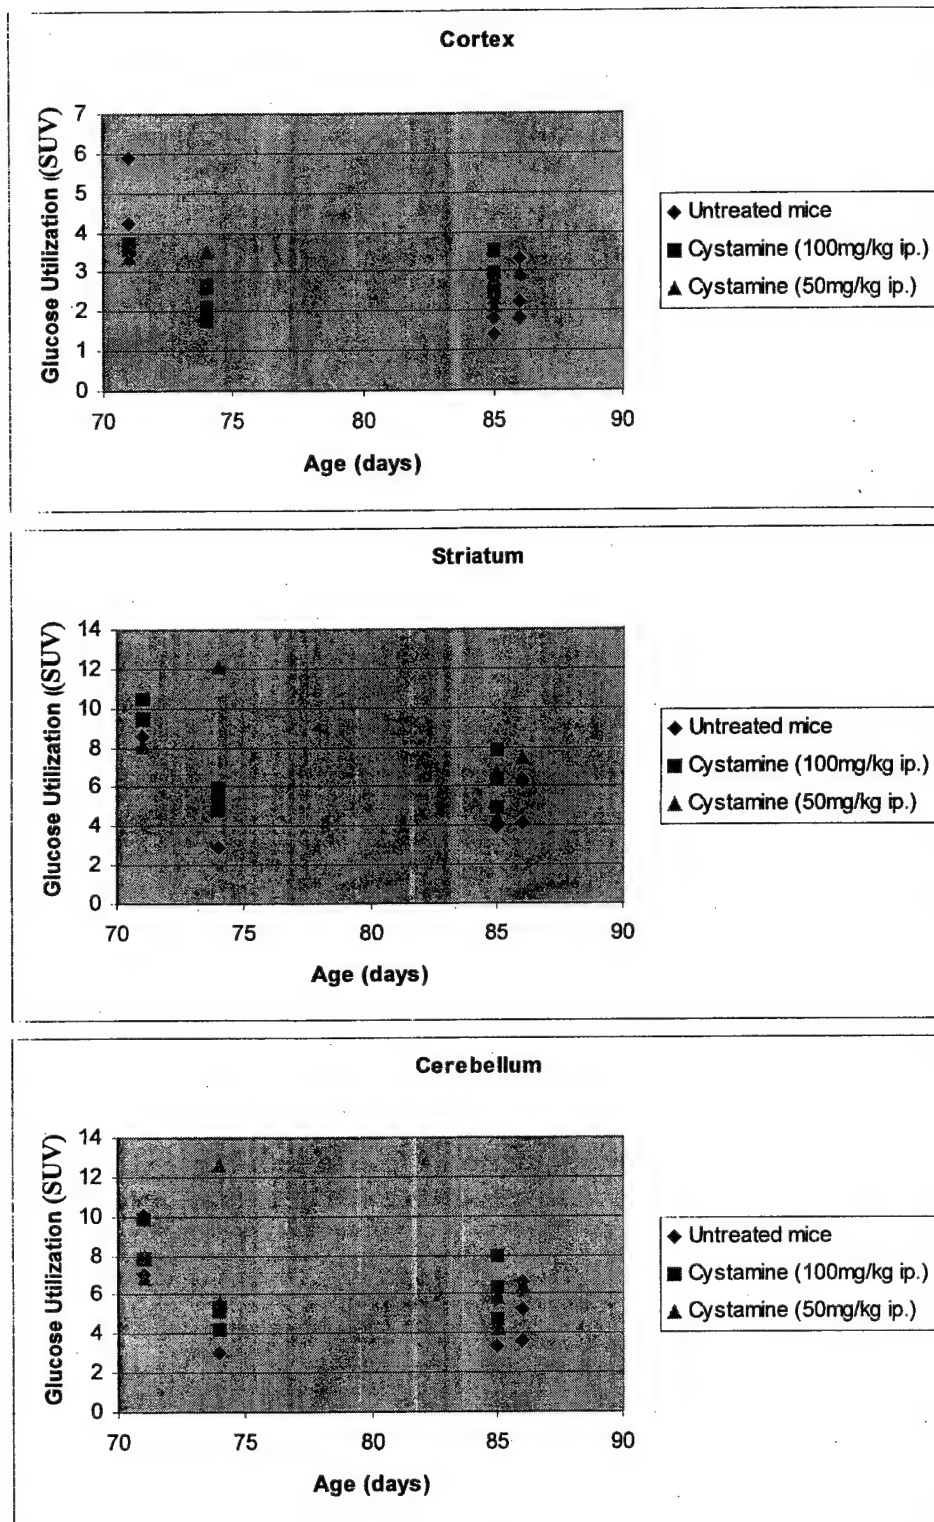 Cortex
Glucose Utilization ((SUV)
7
6
5
4
3
2
1
0
70 75 80 85 90
Age (days)
Untreated mice
Cystamine (100mg/kg ip.)
Cystamine (50mg/kg ip.)
Striatum
Glucose Utilization ((SUV)
14
12
10
8
6
4
2
0
70 75 80 85 90
Age (days)
Untreated mice
Cystamine (100mg/kg ip.)
Cystamine (50mg/kg ip.)
Cerebellum
Glucose Utilization (SUV)
14
12
10
8
6
4
2
0
70 75 80 85 90
Age (days)
Untreated mice
Cystamine (100mg/kg ip.)
Cystamine (50mg/kg ip.)